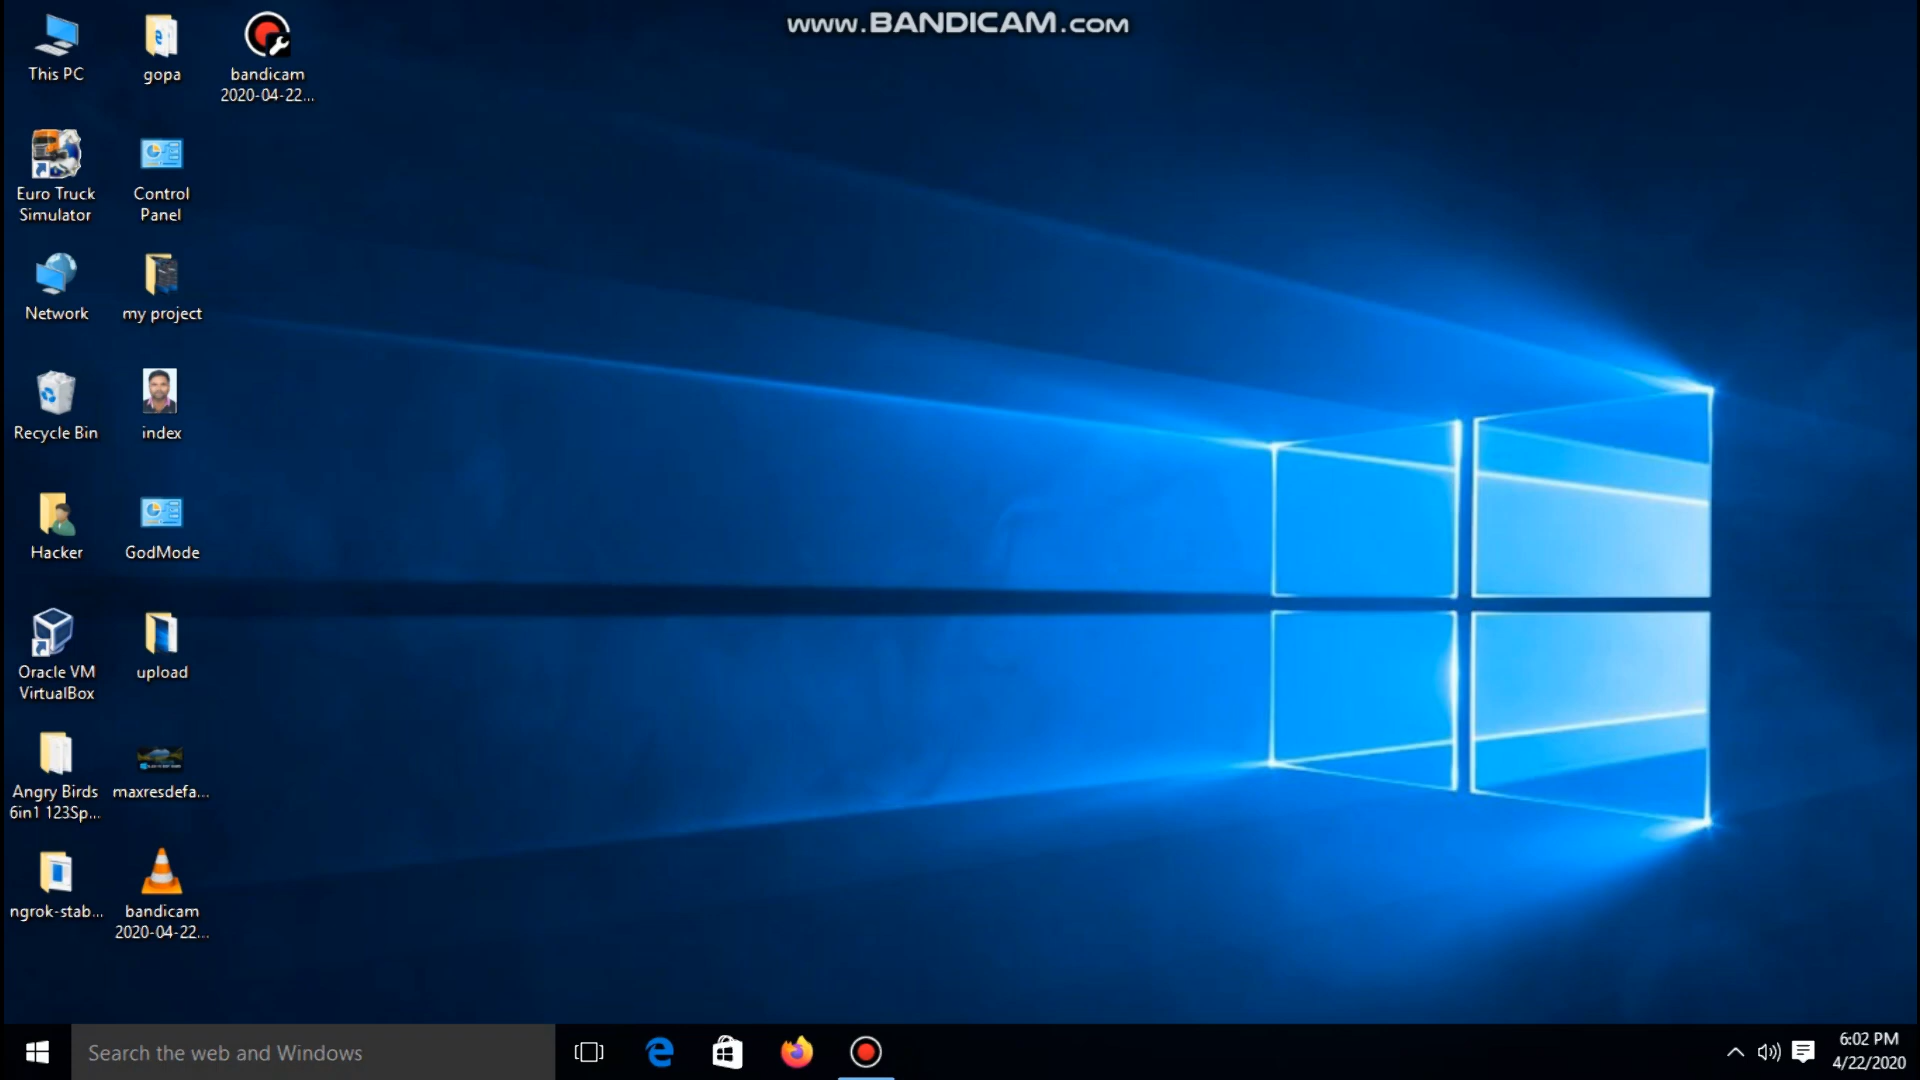 www.BANDICAM.com
This PC
gopa
bandicam
2020-04-22...
Euro Truck
Simulator
Control
Panel
Network
my project
Recycle Bin
index
Hacker
GodMode
Oracle VM
VirtualBox
upload
Angry Birds
6in1 123Sp...
maxresdefa...
ngrok-stab...
bandicam
2020-04-22...
Search the web and Windows
6:02 PM
4/22/2020